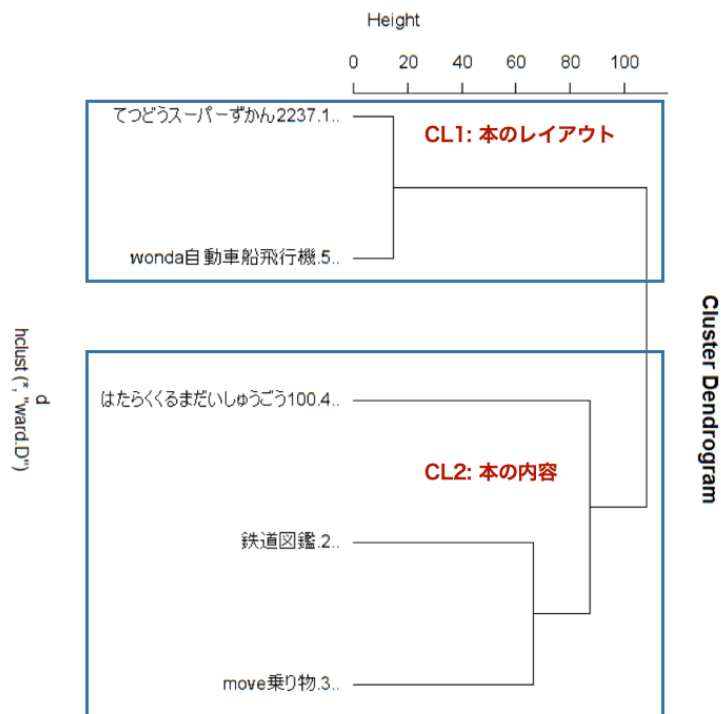 Height
0 20 40 60 80 100
てつどうスーパーずかん2237.1..
CL1: 本のレイアウト
wonda自動車船飛行機.5..
はたらくくるまだいしゅうごう100.4..
CL2: 本の内容
鉄道図鑑.2..
move乗り物.3..
Cluster Dendrogram
d
hclust (*, "ward.D")